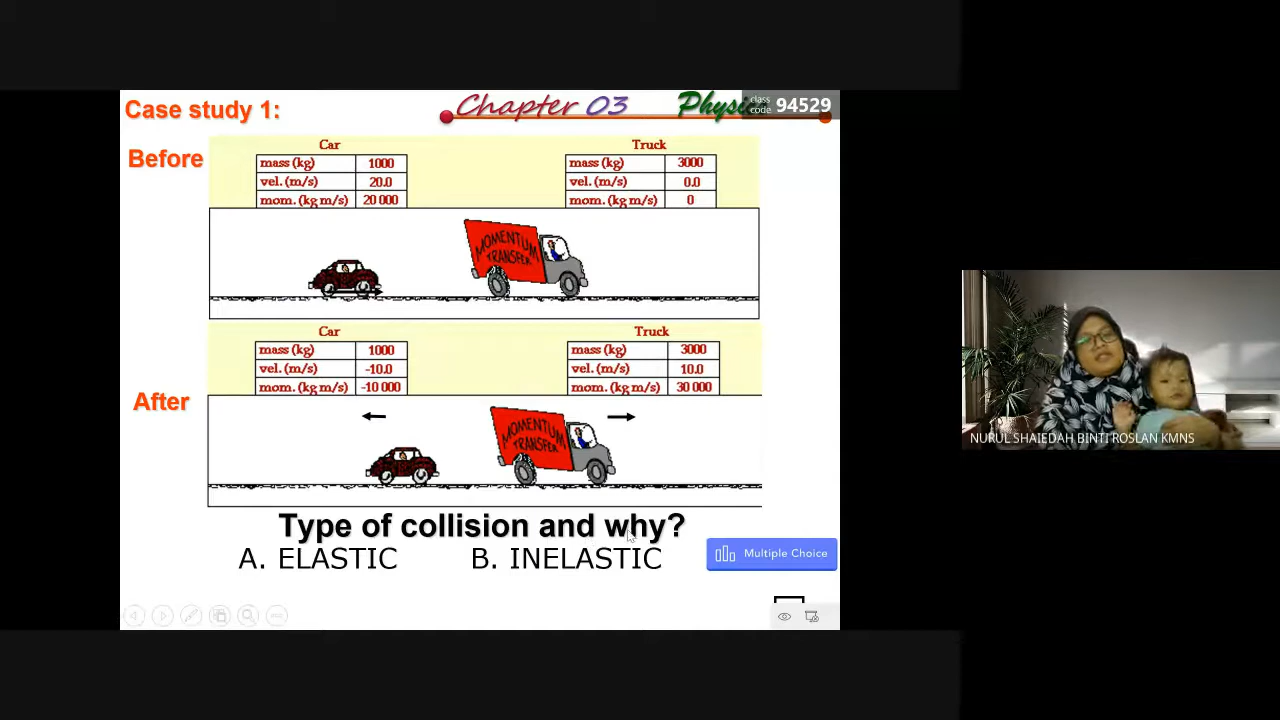 Case study 1:
Chapter 03
class code 94529
Before
Car
mass (kg) 1000
vel. (m/s) 20.0
mom. (kg m/s) 20 000
Truck
mass (kg) 3000
vel. (m/s) 0.0
mom. (kg m/s) 0
MOMENTUM
TRANSFER
After
Car
mass (kg) 1000
vel. (m/s) -10.0
mom. (kg m/s) -10 000
Truck
mass (kg) 3000
vel. (m/s) 10.0
mom. (kg m/s) 30 000
MOMENTUM
TRANSFER
Type of collision and why?
A. ELASTIC B. INELASTIC
Multiple Choice
NURUL SHAIEDAH BINTI ROSLAN KMNS